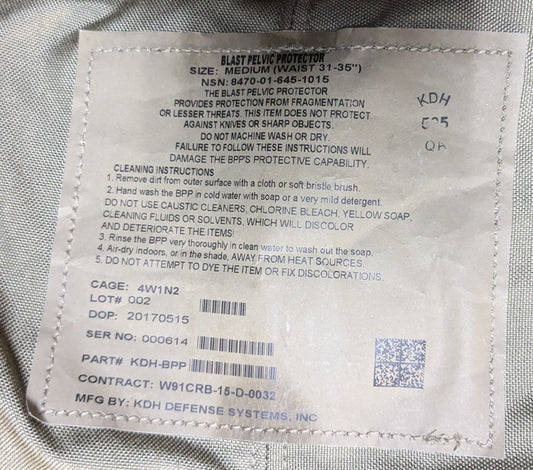 BLAST PELVIC PROTECTOR
SIZE: MEDIUM (WAIST 31-35")
NSN: 8470-01-645-1015
THE BLAST PELVIC PROTECTOR
PROVIDES PROTECTION FROM FRAGMENTATION
OR LESSER THREATS. THIS ITEM DOES NOT PROTECT
AGAINST KNIVES OR SHARP OBJECTS.
DO NOT MACHINE WASH OR DRY.
FAILURE TO FOLLOW THESE INSTRUCTIONS WILL
DAMAGE THE BPP'S PROTECTIVE CAPABILITY.
KDH
QA
CLEANING INSTRUCTIONS
1. Remove dirt from outer surface with a cloth or soft bristle brush.
2. Hand wash the BPP in cold water with soap or a very mild detergent.
DO NOT USE CAUSTIC CLEANERS, CHLORINE BLEACH, YELLOW SOAP,
CLEANING FLUIDS OR SOLVENTS, WHICH WILL DISCOLOR
AND DETERIORATE THE ITEMS!
3. Rinse the BPP very thoroughly in clean water to wash out the soap.
4. Air-dry indoors, or in the shade, AWAY FROM HEAT SOURCES.
5. DO NOT ATTEMPT TO DYE THE ITEM OR FIX DISCOLORATIONS.
CAGE: 4W1N2
LOT# 002
DOP: 20170515
SER NO: 000614
PART# KDH-BPP
CONTRACT: W91CRB-15-D-0032
MFG BY: KDH DEFENSE SYSTEMS, INC